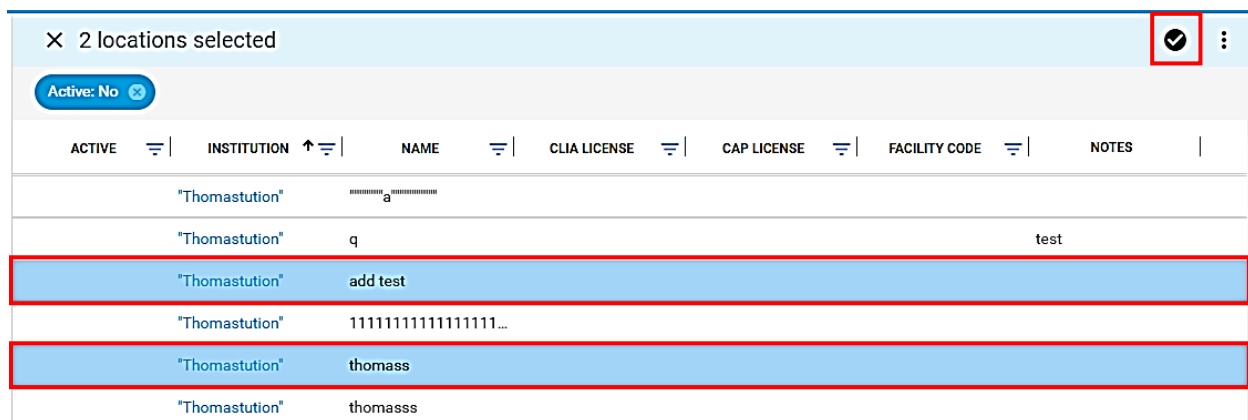 2 locations selected
Active: No
ACTIVE INSTITUTION NAME CLIA LICENSE CAP LICENSE FACILITY CODE NOTES
"Thomastution"
"Thomastution" q test
"Thomastution" add test
"Thomastution" 11111111111111111...
"Thomastution" thomass
"Thomastution" thomasss